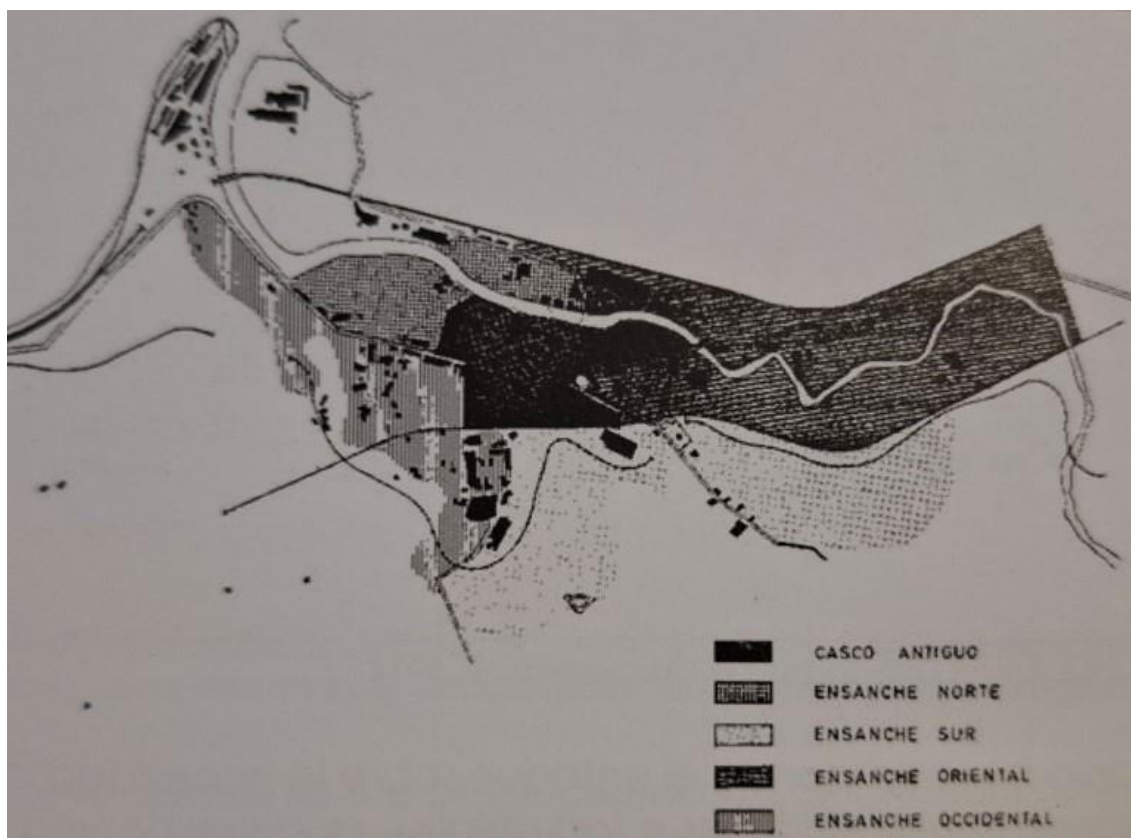 CASCO ANTIGUO
ENSANCHE NORTE
ENSANCHE SUR
ENSANCHE ORIENTAL
ENSANCHE OCCIDENTAL